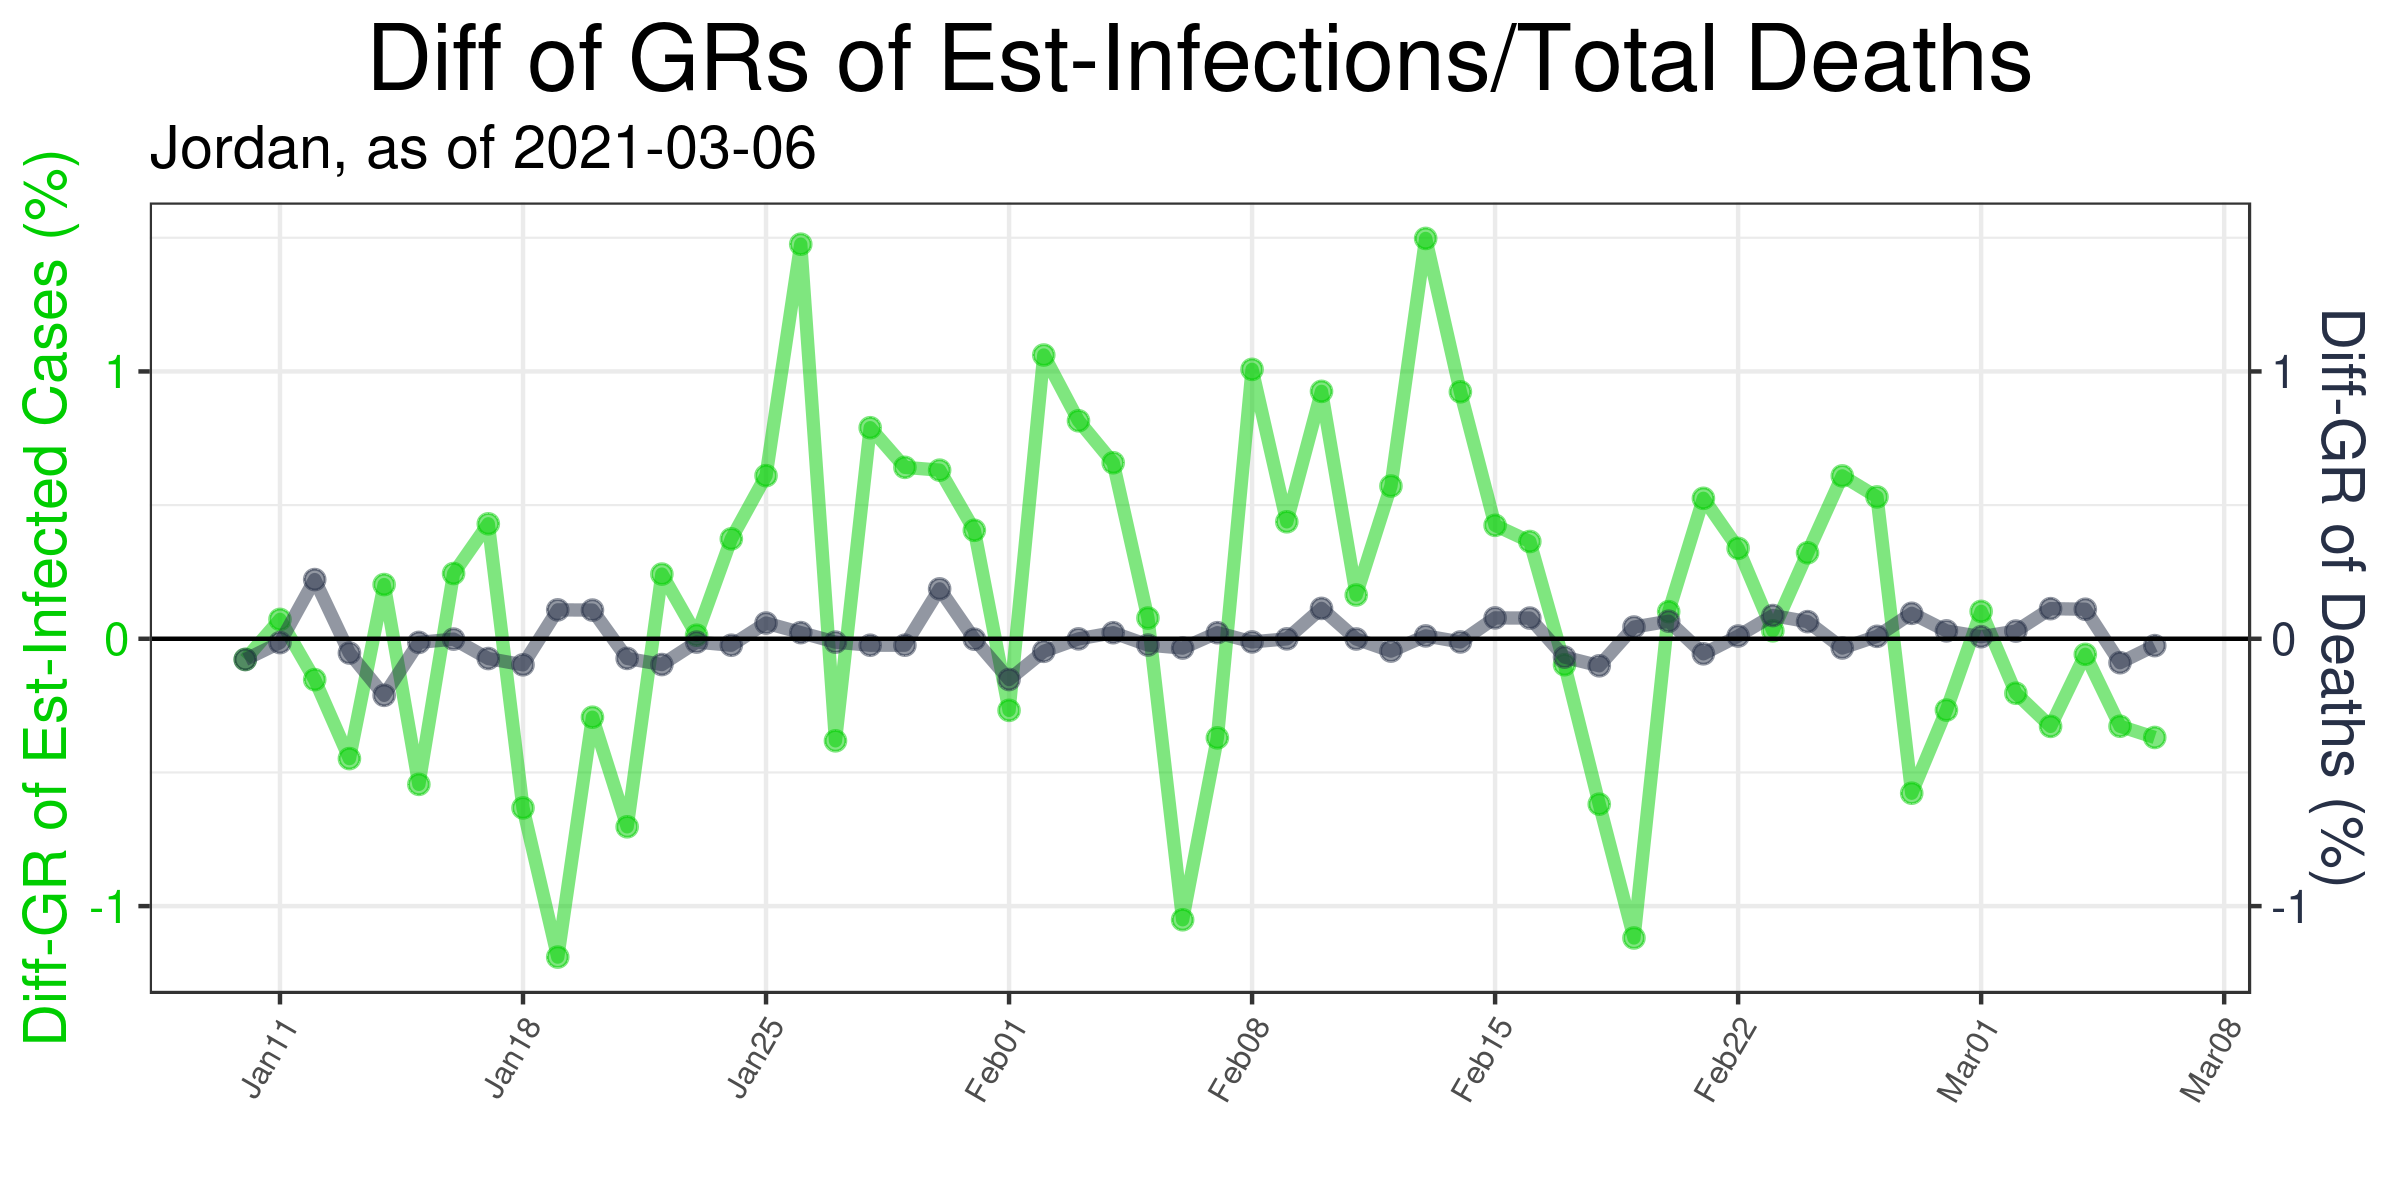 Diff of GRs of Est-Infections/Total Deaths
Jordan, as of 2021-03-06
Diff-GR of Est-Infected Cases (%)
1
0
-1
1
0
-1
Diff-GR of Deaths (%)
Jan11
Jan18
Jan25
Feb01
Feb08
Feb15
Feb22
Mar01
Mar08